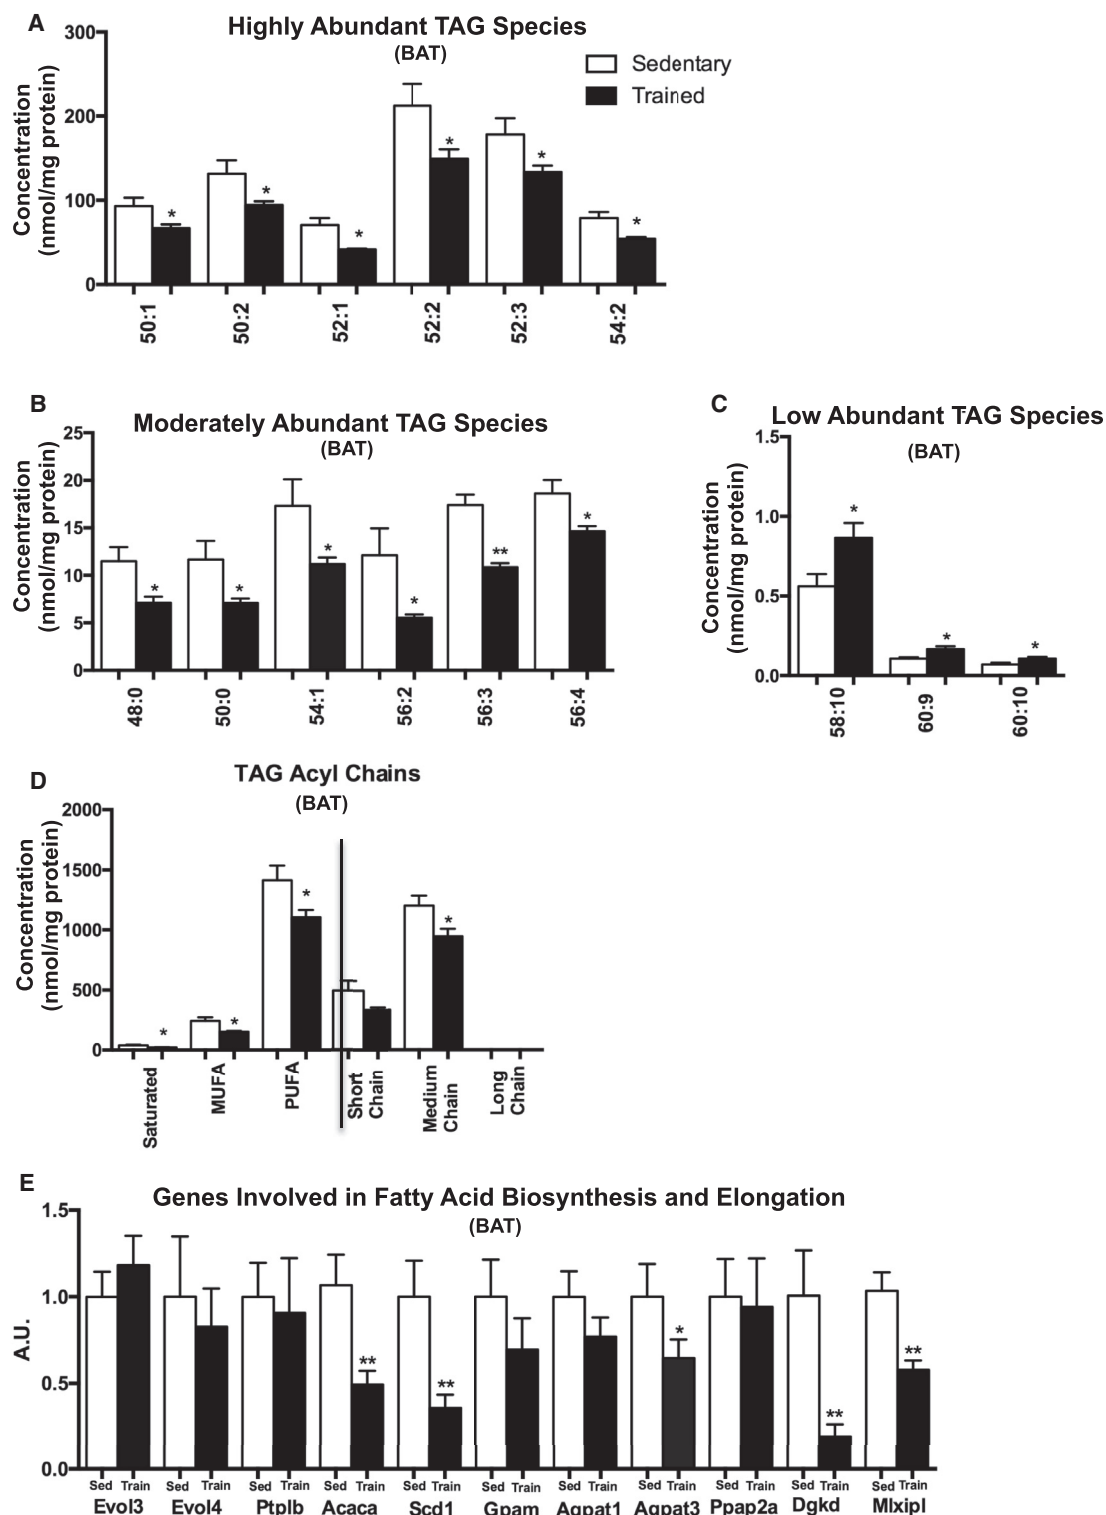 A
Highly Abundant TAG Species
(BAT)
Concentration
(nmol/mg protein)
300
200
100
0
Sedentary
Trained
* * * * * *
50:1 50:2 52:1 52:2 52:3 54:2
B
Moderately Abundant TAG Species
(BAT)
Concentration
(nmol/mg protein)
25
20
15
10
5
0
* * * * ** *
48:0 50:0 54:1 56:2 56:3 56:4
C
Low Abundant TAG Species
(BAT)
Concentration
(nmol/mg protein)
1.5
1.0
0.5
0.0
* * *
58:10 60:9 60:10
D
TAG Acyl Chains
(BAT)
Concentration
(nmol/mg protein)
2000
1500
1000
500
0
* * * *
Saturated
MUFA
PUFA
Short
Chain
Medium
Chain
Long
Chain
E
Genes Involved in Fatty Acid Biosynthesis and Elongation
(BAT)
A.U.
1.5
1.0
0.5
0.0
** ** * ** **
Sed Train Sed Train Sed Train Sed Train Sed Train Sed Train Sed Train Sed Train Sed Train Sed Train Sed Train
Evol3 Evol4 Ptplb Acaca Scd1 Gpam Agpat1 Agpat3 Ppap2a Dgkd Mlxipl